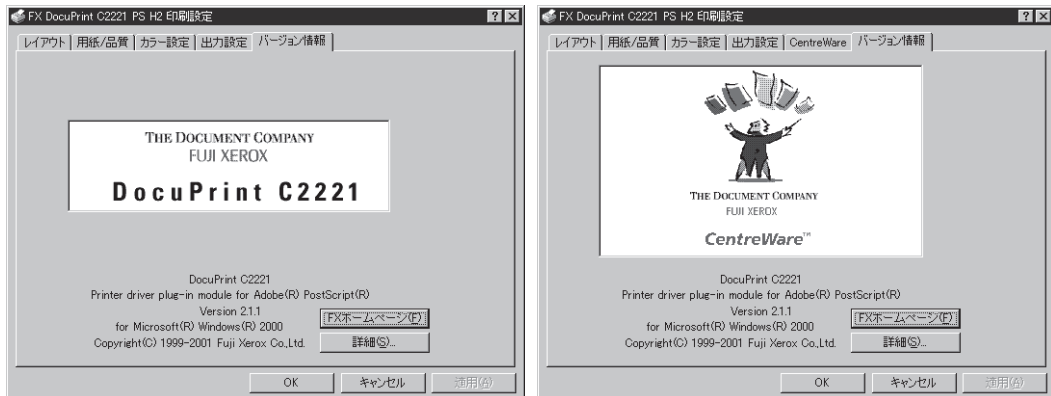 FX DocuPrint C2221 PS H2 印刷設定
レイアウト 用紙/品質 カラー設定 出力設定 バージョン情報
THE DOCUMENT COMPANY
FUJI XEROX
DocuPrint C2221
DocuPrint C2221
Printer driver plug-in module for Adobe(R) PostScript(R)
Version 2.1.1
for Microsoft(R) Windows(R) 2000
Copyright(C) 1999-2001 Fuji Xerox Co.,Ltd.
FXホームページ(F)
詳細(S)...
OK キャンセル 適用(A)
FX DocuPrint C2221 PS H2 印刷設定
レイアウト 用紙/品質 カラー設定 出力設定 CentreWare バージョン情報
THE DOCUMENT COMPANY
FUJI XEROX
CentreWare™
DocuPrint C2221
Printer driver plug-in module for Adobe(R) PostScript(R)
Version 2.1.1
for Microsoft(R) Windows(R) 2000
Copyright(C) 1999-2001 Fuji Xerox Co.,Ltd.
FXホームページ(F)
詳細(S)...
OK キャンセル 適用(A)